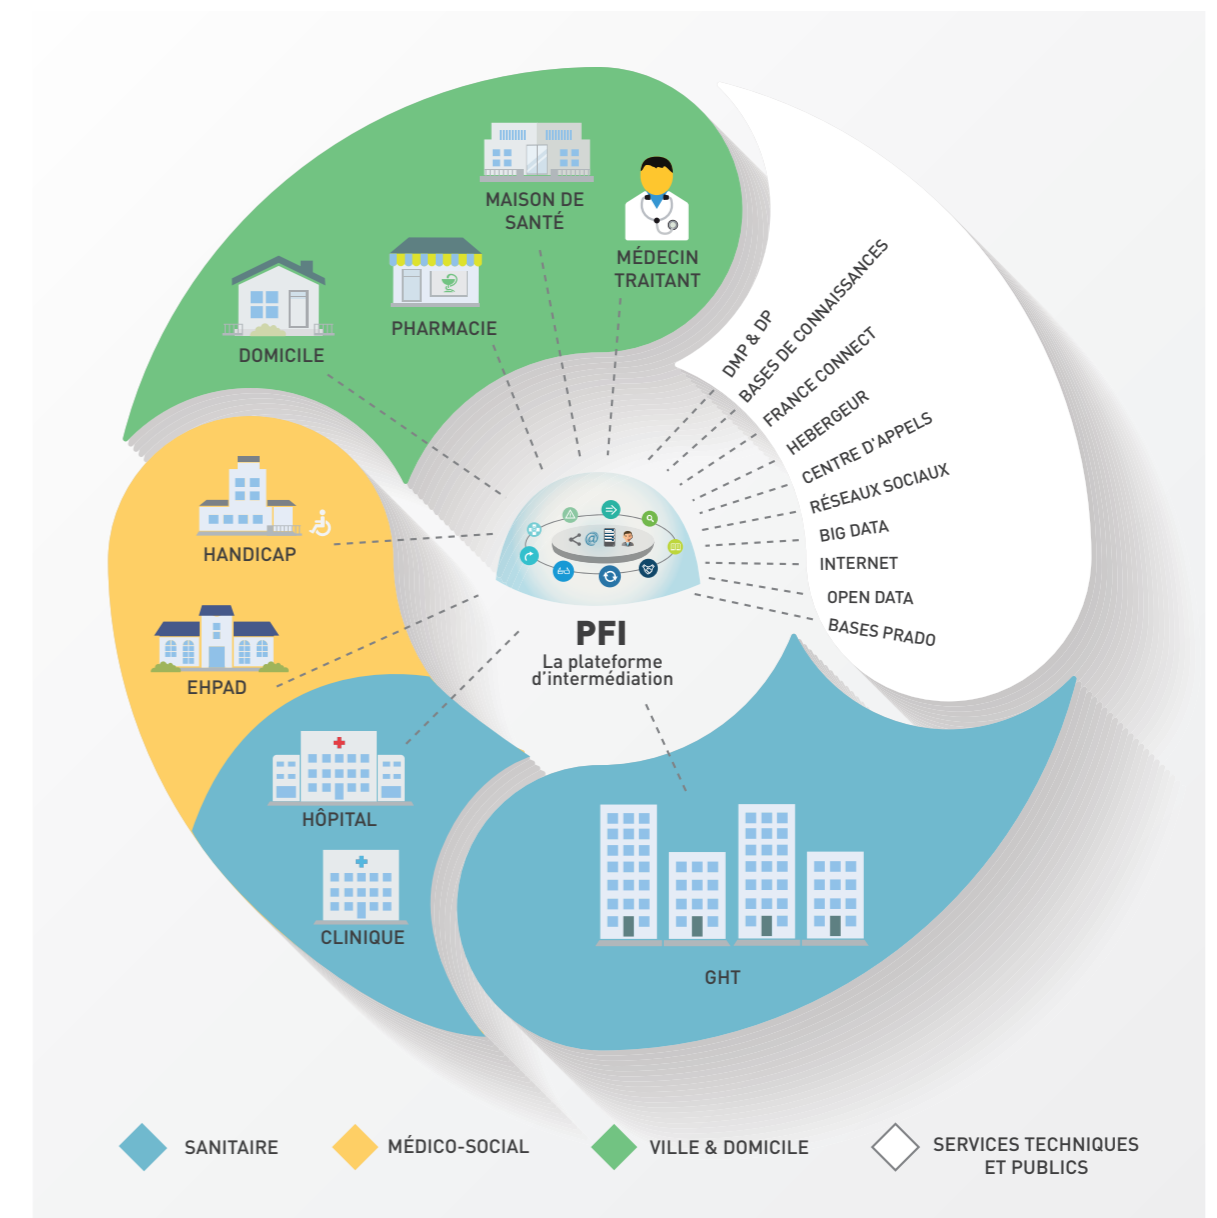 MAISON DE
SANTÉ
MÉDECIN
TRAITANT
PHARMACIE
DOMICILE
DMP & DP
BASES DE CONNAISSANCES
FRANCE CONNECT
HEBERGEUR
CENTRE D'APPELS
RÉSEAUX SOCIAUX
BIG DATA
INTERNET
OPEN DATA
BASES PRADO
HANDICAP
EHPAD
@
PFI
La plateforme
d'intermédiation
HÔPITAL
CLINIQUE
GHT
SANITAIRE
MÉDICO-SOCIAL
VILLE & DOMICILE
SERVICES TECHNIQUES
ET PUBLICS